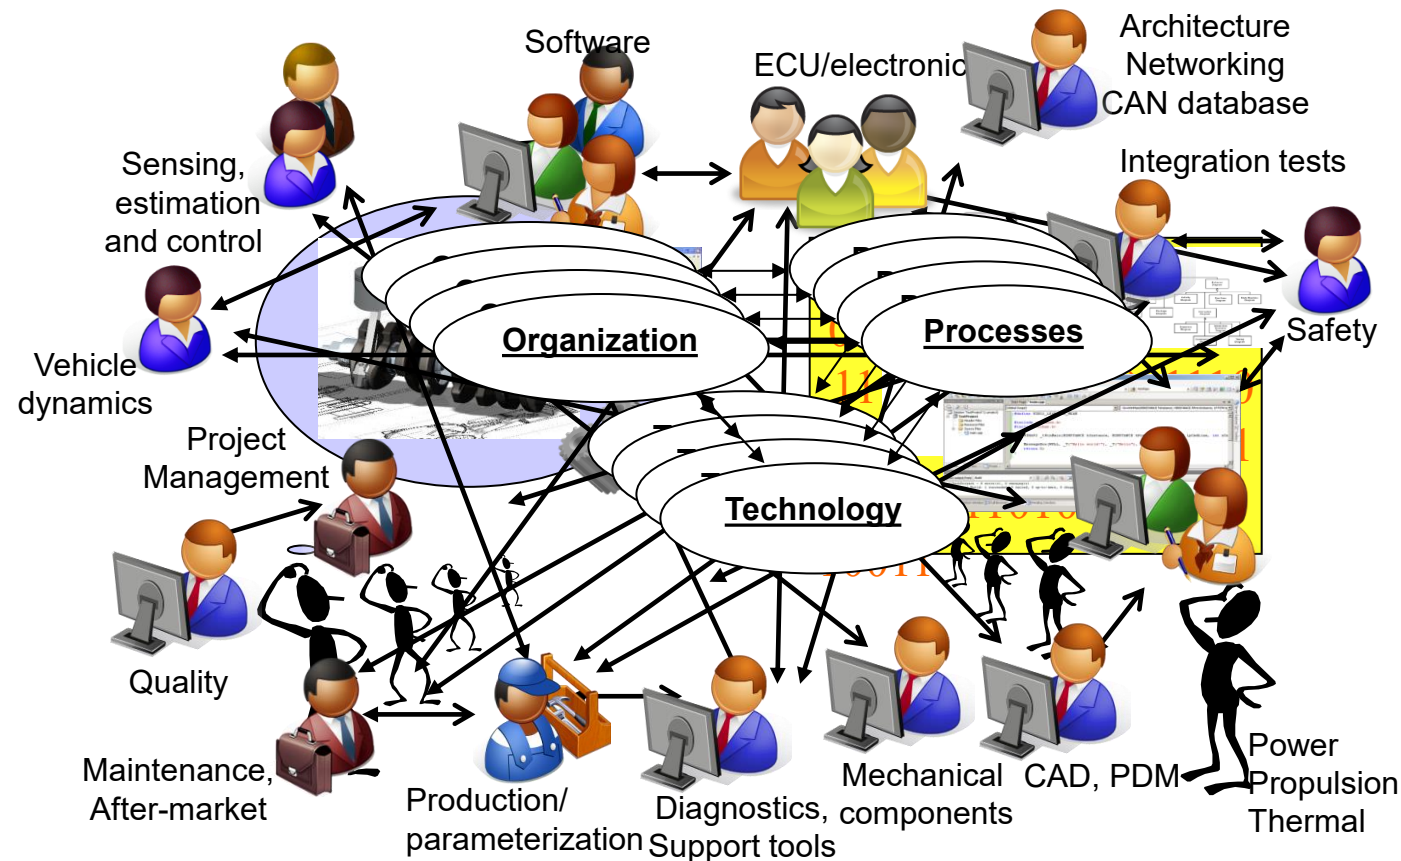 Software
ECU/electronic
Architecture
Networking
CAN database
Sensing,
estimation
and control
Integration tests
Organization
Processes
Safety
Vehicle
dynamics
Project
Management
Technology
Quality
Maintenance,
After-market
Production/
parameterization
Diagnostics,
Support tools
Mechanical
components
CAD, PDM
Power
Propulsion
Thermal